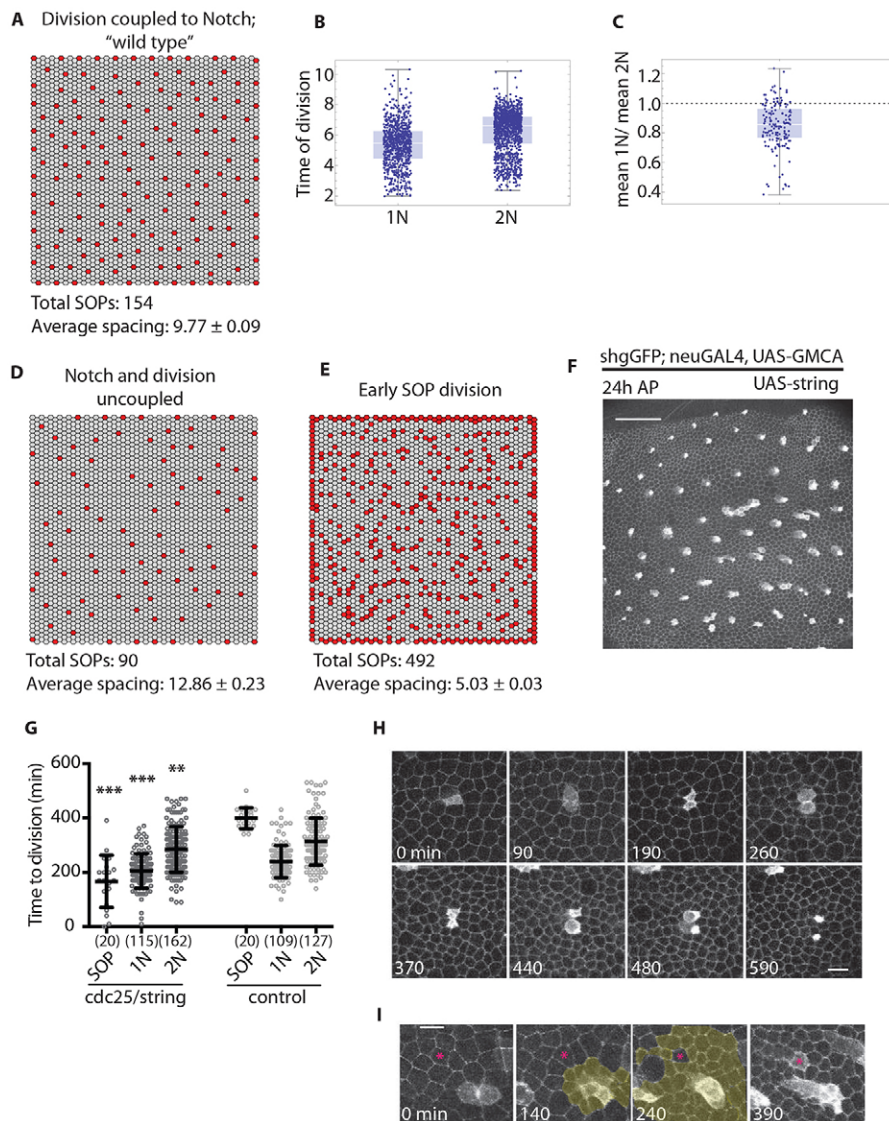 A
Division coupled to Notch;
"wild type"
Total SOPs: 154
Average spacing: 9.77 ± 0.09
B
Time of division
10
8
6
4
2
1N
2N
C
mean 1N/ mean 2N
1.2
1.0
0.8
0.6
0.4
D
Notch and division
uncoupled
Total SOPs: 90
Average spacing: 12.86 ± 0.23
E
Early SOP division
Total SOPs: 492
Average spacing: 5.03 ± 0.03
F
shgGFP; neuGAL4, UAS-GMCA
24h AP
UAS-string
G
Time to division (min)
600
400
200
0
*** *** **
(20) (115) (162) (20) (109) (127)
SOP 1N 2N SOP 1N 2N
cdc25/string control
H
0 min 90 190 260
370 440 480 590
I
* * * *
0 min 140 240 390